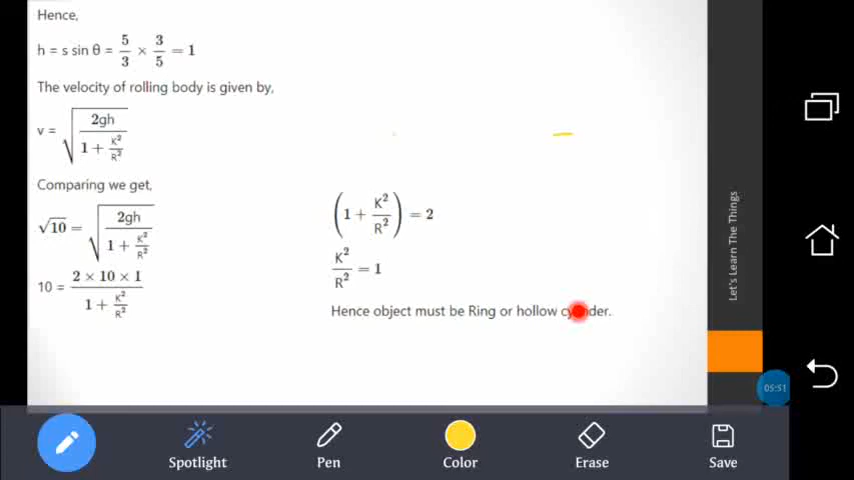 Hence,
h = s sin θ = 5/3 × 3/5 = 1
The velocity of rolling body is given by,
v = √(2gh / (1 + K²/R²))
Comparing we get,
√10 = √(2gh / (1 + K²/R²))
10 = (2 × 10 × 1) / (1 + K²/R²)
(1 + K²/R²) = 2
K²/R² = 1
Hence object must be Ring or hollow
Let's Learn The Things
05:51
Spotlight
Pen
Color
Erase
Save